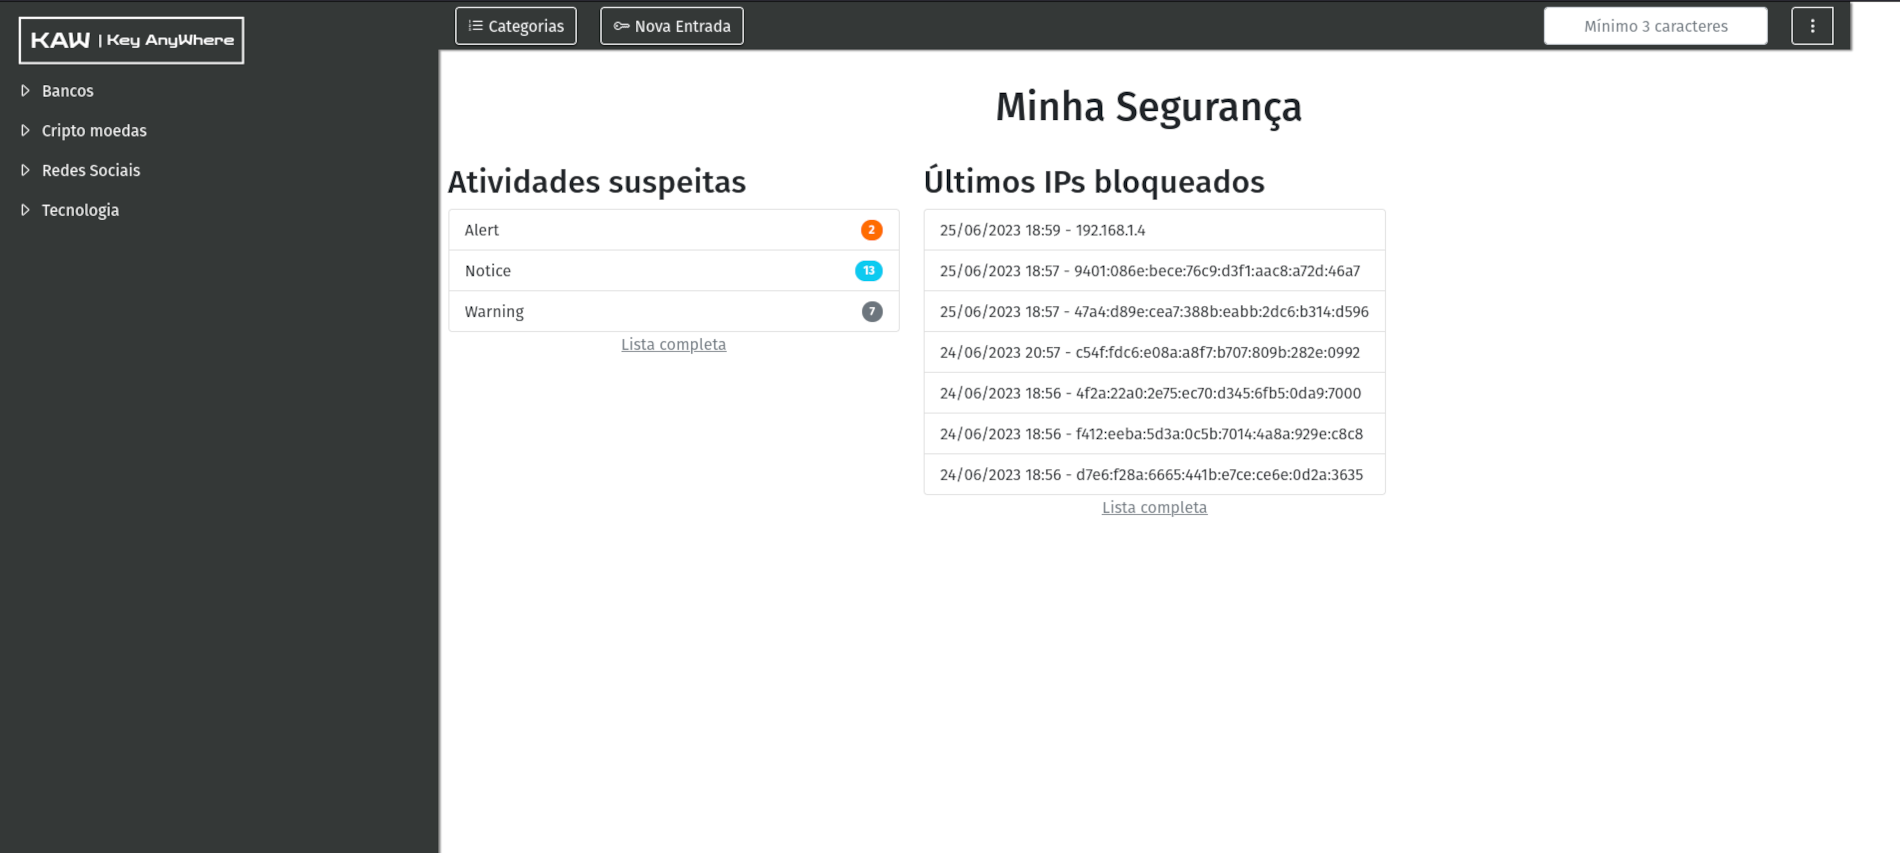 KAW | Key AnyWhere
Bancos
Cripto moedas
Redes Sociais
Tecnologia
Categorias
Nova Entrada
Mínimo 3 caracteres
Minha Segurança
Atividades suspeitas
Alert 2
Notice 13
Warning 7
Lista completa
Últimos IPs bloqueados
25/06/2023 18:59 - 192.168.1.4
25/06/2023 18:57 - 9401:086e:bece:76c9:d3f1:aac8:a72d:46a7
25/06/2023 18:57 - 47a4:d89e:cea7:388b:eabb:2dc6:b314:d596
24/06/2023 20:57 - c54f:fdc6:e08a:a8f7:b707:809b:282e:0992
24/06/2023 18:56 - 4f2a:22a0:2e75:ec70:d345:6fb5:0da9:7000
24/06/2023 18:56 - f412:eeba:5d3a:0c5b:7014:4a8a:929e:c8c8
24/06/2023 18:56 - d7e6:f28a:6665:441b:e7ce:ce6e:0d2a:3635
Lista completa